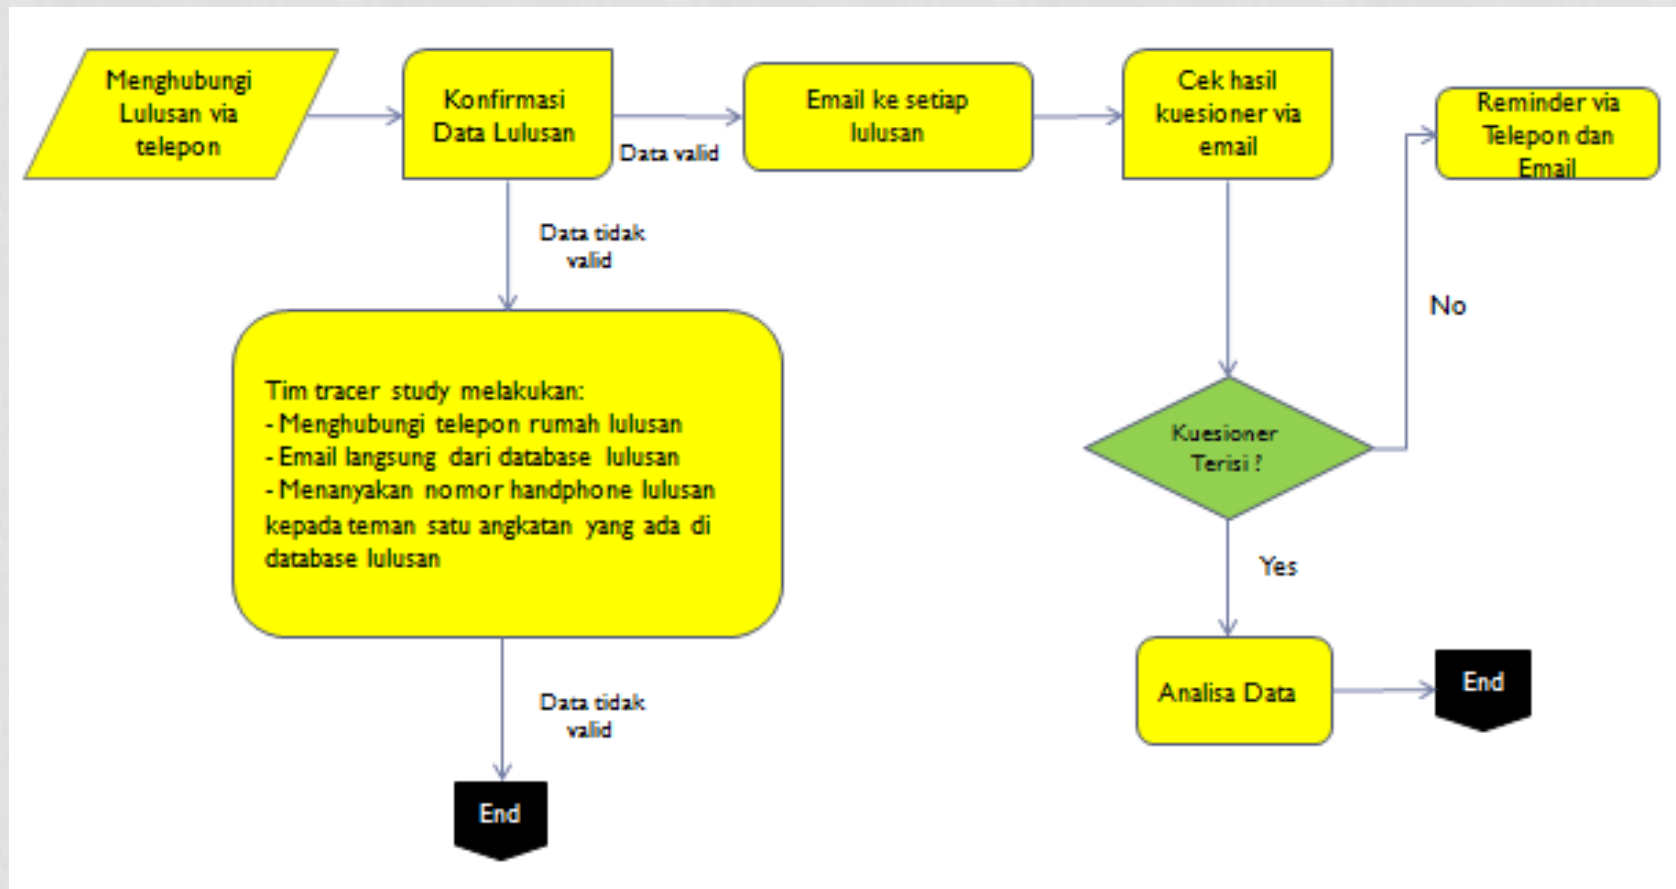 Menghubungi
Lulusan via
telepon
Konfirmasi
Data Lulusan
Data valid
Email ke setiap
lulusan
Cek hasil
kuesioner via
email
Reminder via
Telepon dan
Email
Data tidak
valid
No
Tim tracer study melakukan:
- Menghubungi telepon rumah lulusan
- Email langsung dari database lulusan
- Menanyakan nomor handphone lulusan
kepada teman satu angkatan yang ada di
database lulusan
Kuesioner
Terisi ?
Yes
Data tidak
valid
Analisa Data
End
End